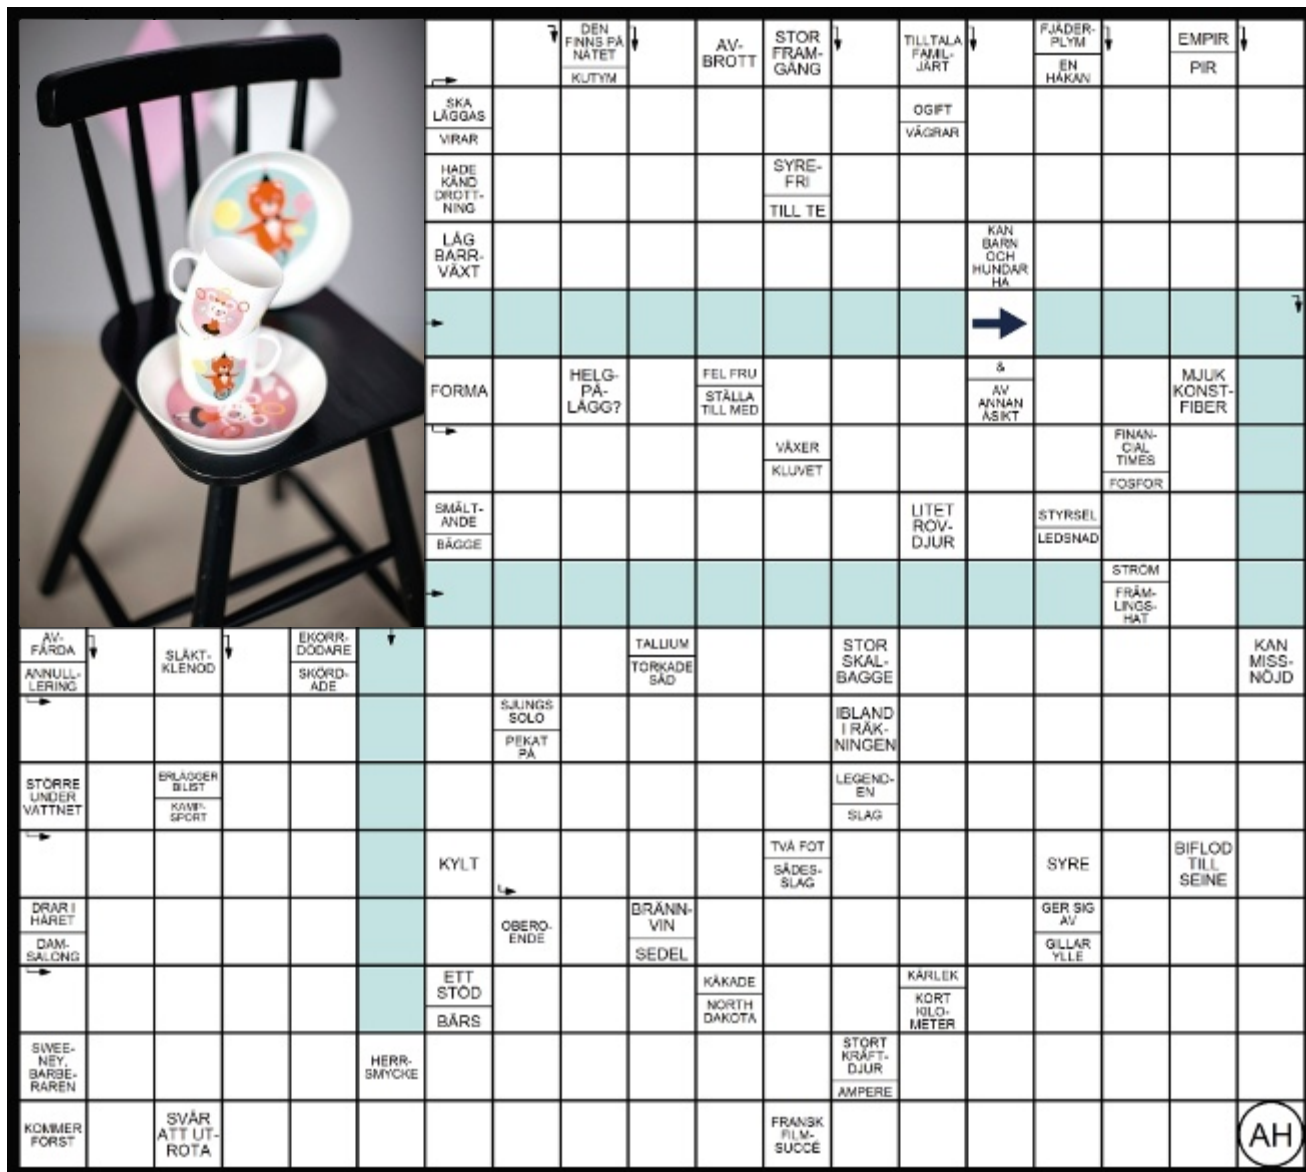 DEN
FINNS PÅ
NÄTET
KUTYM
AV-
BROTT
STOR
FRAM-
GÅNG
TILLTALA
FAMIL-
JÄRT
FJÄDER-
PLYM
EN
HÅKAN
EMPIR
PIR
SKA
LÄGGAS
VIRAR
OGIFT
VÄGRAR
HADE
KÄND
DROTT-
NING
SYRE-
FRI
TILL TE
LÅG
BARR-
VÄXT
KAN
BARN
OCH
HUNDAR
HA
FORMA
HELG-
PÅ-
LÄGG?
FEL FRU
STÄLLA
TILL MED
&
AV
ANNAN
ÅSIKT
MJUK
KONST-
FIBER
VÄXER
KLUVET
FINAN-
CIAL
TIMES
FOSFOR
SMÄLT-
ANDE
BÄGGE
LITET
ROV-
DJUR
STYRSEL
LEDSNAD
STRÖM
FRÄM-
LINGS-
HAT
AV-
FÄRDA
ANNULL-
LERING
SLÄKT-
KLENOD
EKORR-
DÖDARE
SKÖRD-
ADE
TALLIUM
TORKADE
SÄD
STOR
SKAL-
BAGGE
KAN
MISS-
NÖJD
SJUNGS
SOLO
PEKAT
PÅ
IBLAND
I RÄK-
NINGEN
STÖRRE
UNDER
VATTNET
ERLÄGGER
BILIST
KAMP-
SPORT
LEGEND-
EN
SLAG
KYLT
TVÅ FOT
SÄDES-
SLAG
SYRE
BIFLOD
TILL
SEINE
DRAR I
HÅRET
DAM-
SALONG
OBERO-
ENDE
BRÄNN-
VIN
SEDEL
GER SIG
AV
GILLAR
YLLE
ETT
STÖD
BÄRS
KÄKADE
NORTH
DAKOTA
KÄRLEK
KORT
KILO-
METER
SWEE-
NEY,
BARBE-
RAREN
HERR-
SMYCKE
STORT
KRÄFT-
DJUR
AMPERE
KOMMER
FÖRST
SVÅR
ATT UT-
ROTA
FRANSK
FILM-
SUCCÉ
AH